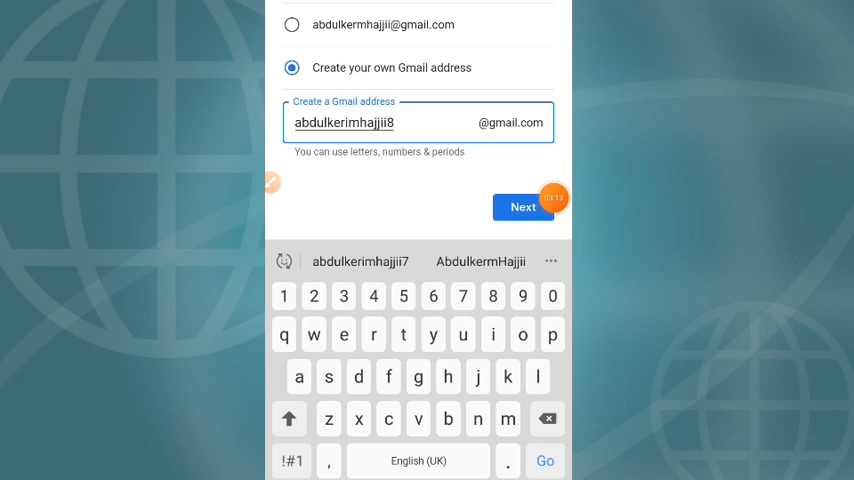 abdulkermhajjii@gmail.com
Create your own Gmail address
Create a Gmail address
abdulkerimhajjii8 @gmail.com
You can use letters, numbers & periods
Next
03:13
abdulkerimhajjii7 AbdulkermHajjii ...
1 2 3 4 5 6 7 8 9 0
q w e r t y u i o p
a s d f g h j k l
z x c v b n m
!#1 , English (UK) . Go